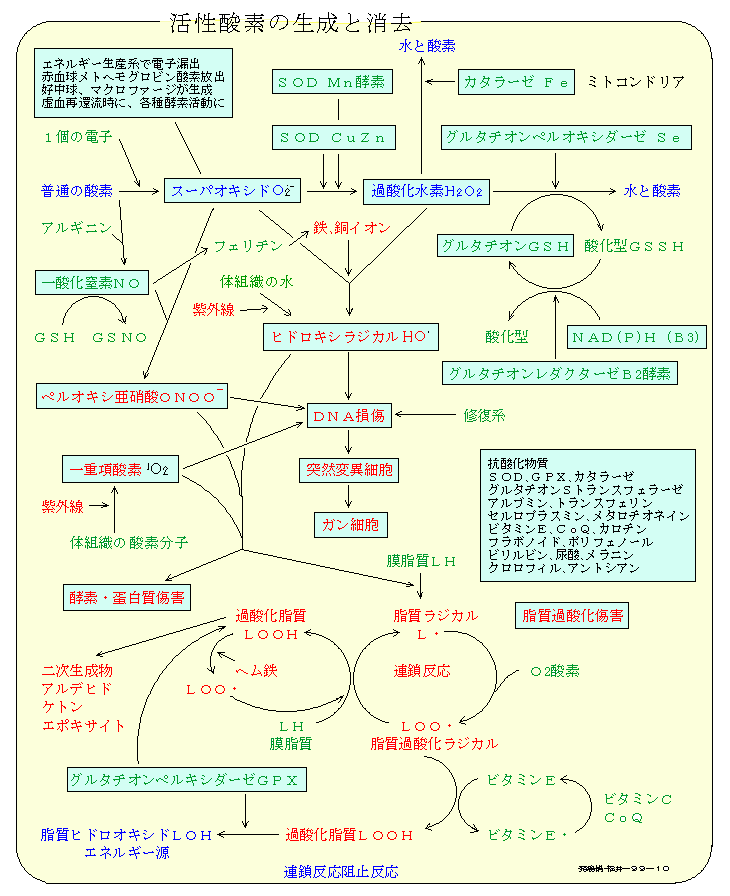 活性酸素の生成と消去
水と酸素
エネルギー生産系で電子漏出
赤血球メトヘモグロビン酸素放出
好中球、マクロファージが生成
虚血再還流時に、各種酵素活動に
SOD Mn酵素
カタラーゼ Fe
ミトコンドリア
1個の電子
SOD CuZn
グルタチオンペルオキシダーゼ Se
普通の酸素
スーパオキシドO2-
過酸化水素H2O2
水と酸素
アルギニン
フェリチン
鉄、銅イオン
グルタチオンGSH
酸化型GSSH
一酸化窒素NO
体組織の水
紫外線
GSH GSNO
ヒドロキシラジカルHO・
酸化型
NAD(P)H (B3)
グルタチオンレダクターゼB2酵素
ペルオキシ亜硝酸ONOO-
DNA損傷
修復系
一重項酸素 1O2
突然変異細胞
抗酸化物質
SOD、GPX、カタラーゼ
グルタチオンSトランスフェラーゼ
アルブミン、トランスフェリン
セルロプラスミン、メタロチオネイン
ビタミンE、CoQ、カロチン
フラボノイド、ポリフェノール
ビリルビン、尿酸、メラニン
クロロフィル、アントシアン
紫外線
ガン細胞
体組織の酸素分子
膜脂質LH
酵素・蛋白質傷害
過酸化脂質
LOOH
脂質ラジカル
L・
脂質過酸化傷害
二次生成物
アルデヒド
ケトン
エポキサイト
ヘム鉄
LOO・
連鎖反応
O2酸素
LH
膜脂質
LOO・
脂質過酸化ラジカル
グルタチオンペルキシダーゼGPX
ビタミンE
ビタミンC
CoQ
脂質ヒドロオキシドLOH
エネルギー源
過酸化脂質LOOH
ビタミンE・
連鎖反応阻止反応